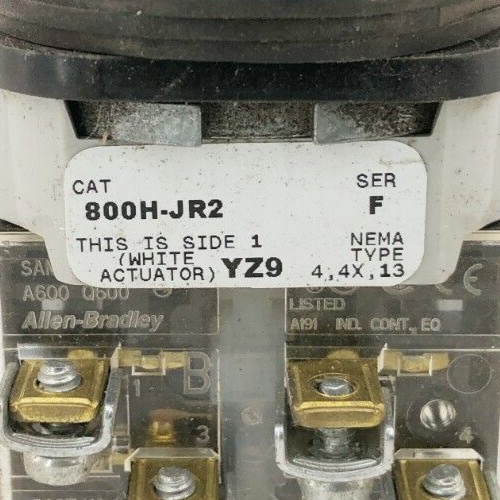 CAT SER
800H-JR2 F
THIS IS SIDE 1 NEMA
(WHITE TYPE
ACTUATOR) YZ9 4,4X,13
A600 Q600 LISTED
Allen-Bradley A191 IND. CONT. EQ
1 B
3 4